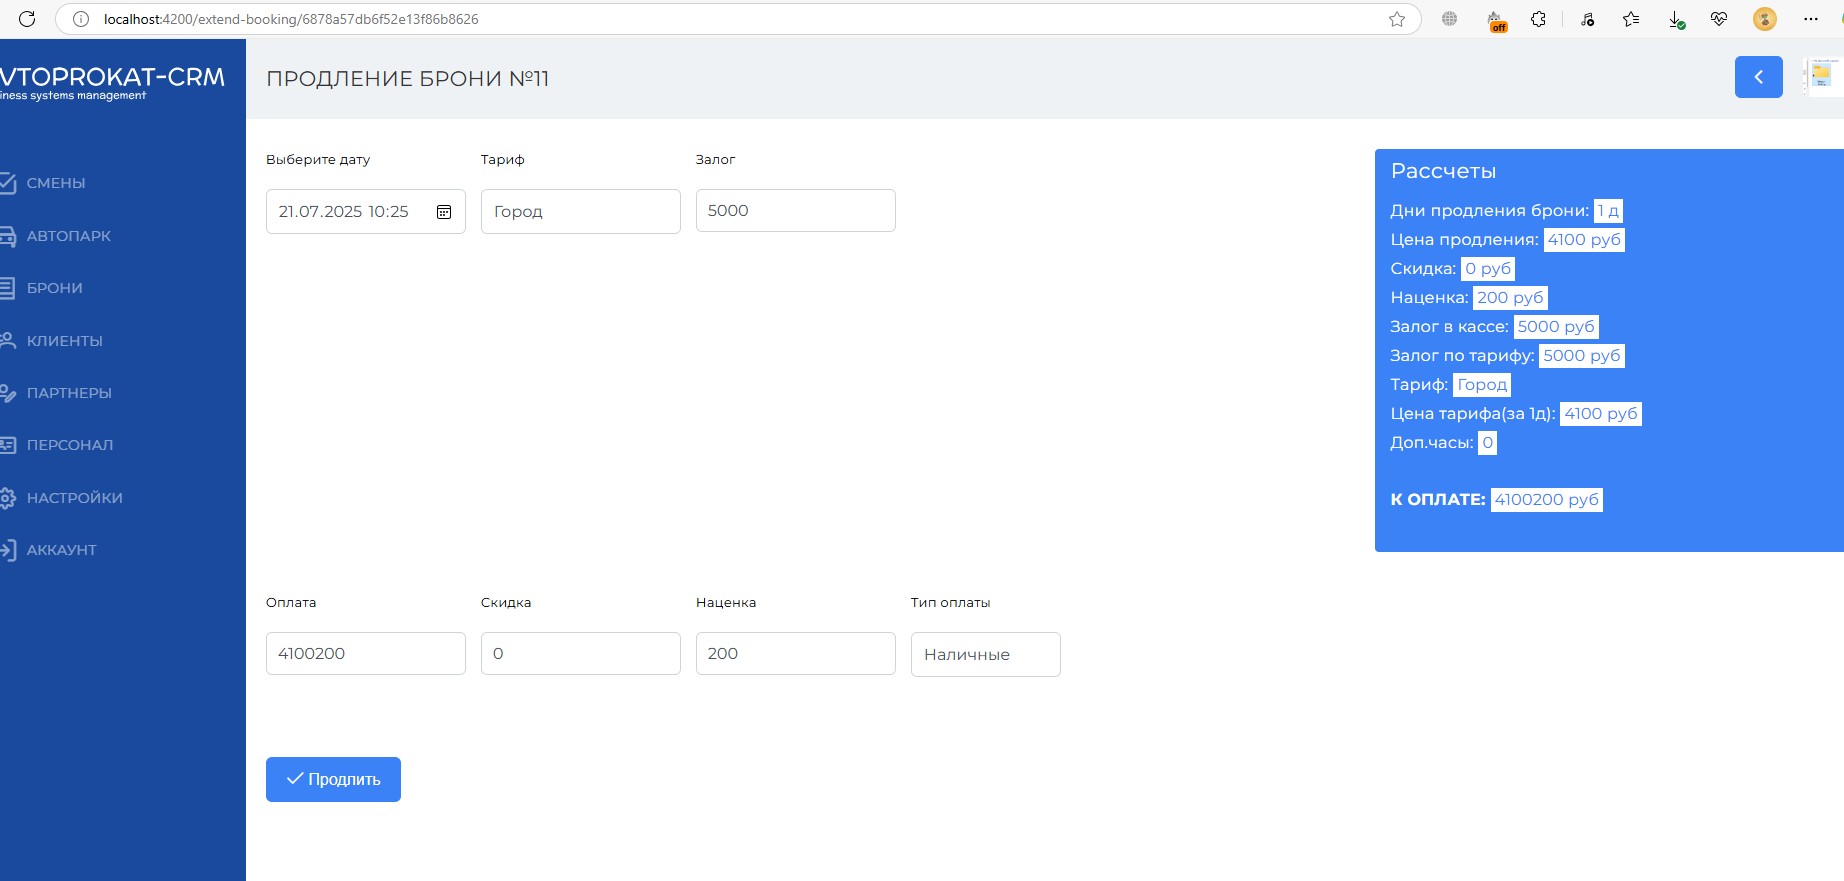 localhost:4200/extend-booking/6878a57db6f52e13f86b8626
off
VTOPROKAT-CRM
iness systems management
СМЕНЫ
АВТОПАРК
БРОНИ
КЛИЕНТЫ
ПАРТНЕРЫ
ПЕРСОНАЛ
НАСТРОЙКИ
АККАУНТ
ПРОДЛЕНИЕ БРОНИ №11
Выберите дату Тариф Залог
21.07.2025 10:25 Город 5000
Рассчеты
Дни продления брони: 1 д
Цена продления: 4100 руб
Скидка: 0 руб
Наценка: 200 руб
Залог в кассе: 5000 руб
Залог по тарифу: 5000 руб
Тариф: Город
Цена тарифа(за 1д): 4100 руб
Доп.часы: 0
К ОПЛАТЕ: 4100200 руб
Оплата Скидка Наценка Тип оплаты
4100200 0 200 Наличные
Продлить